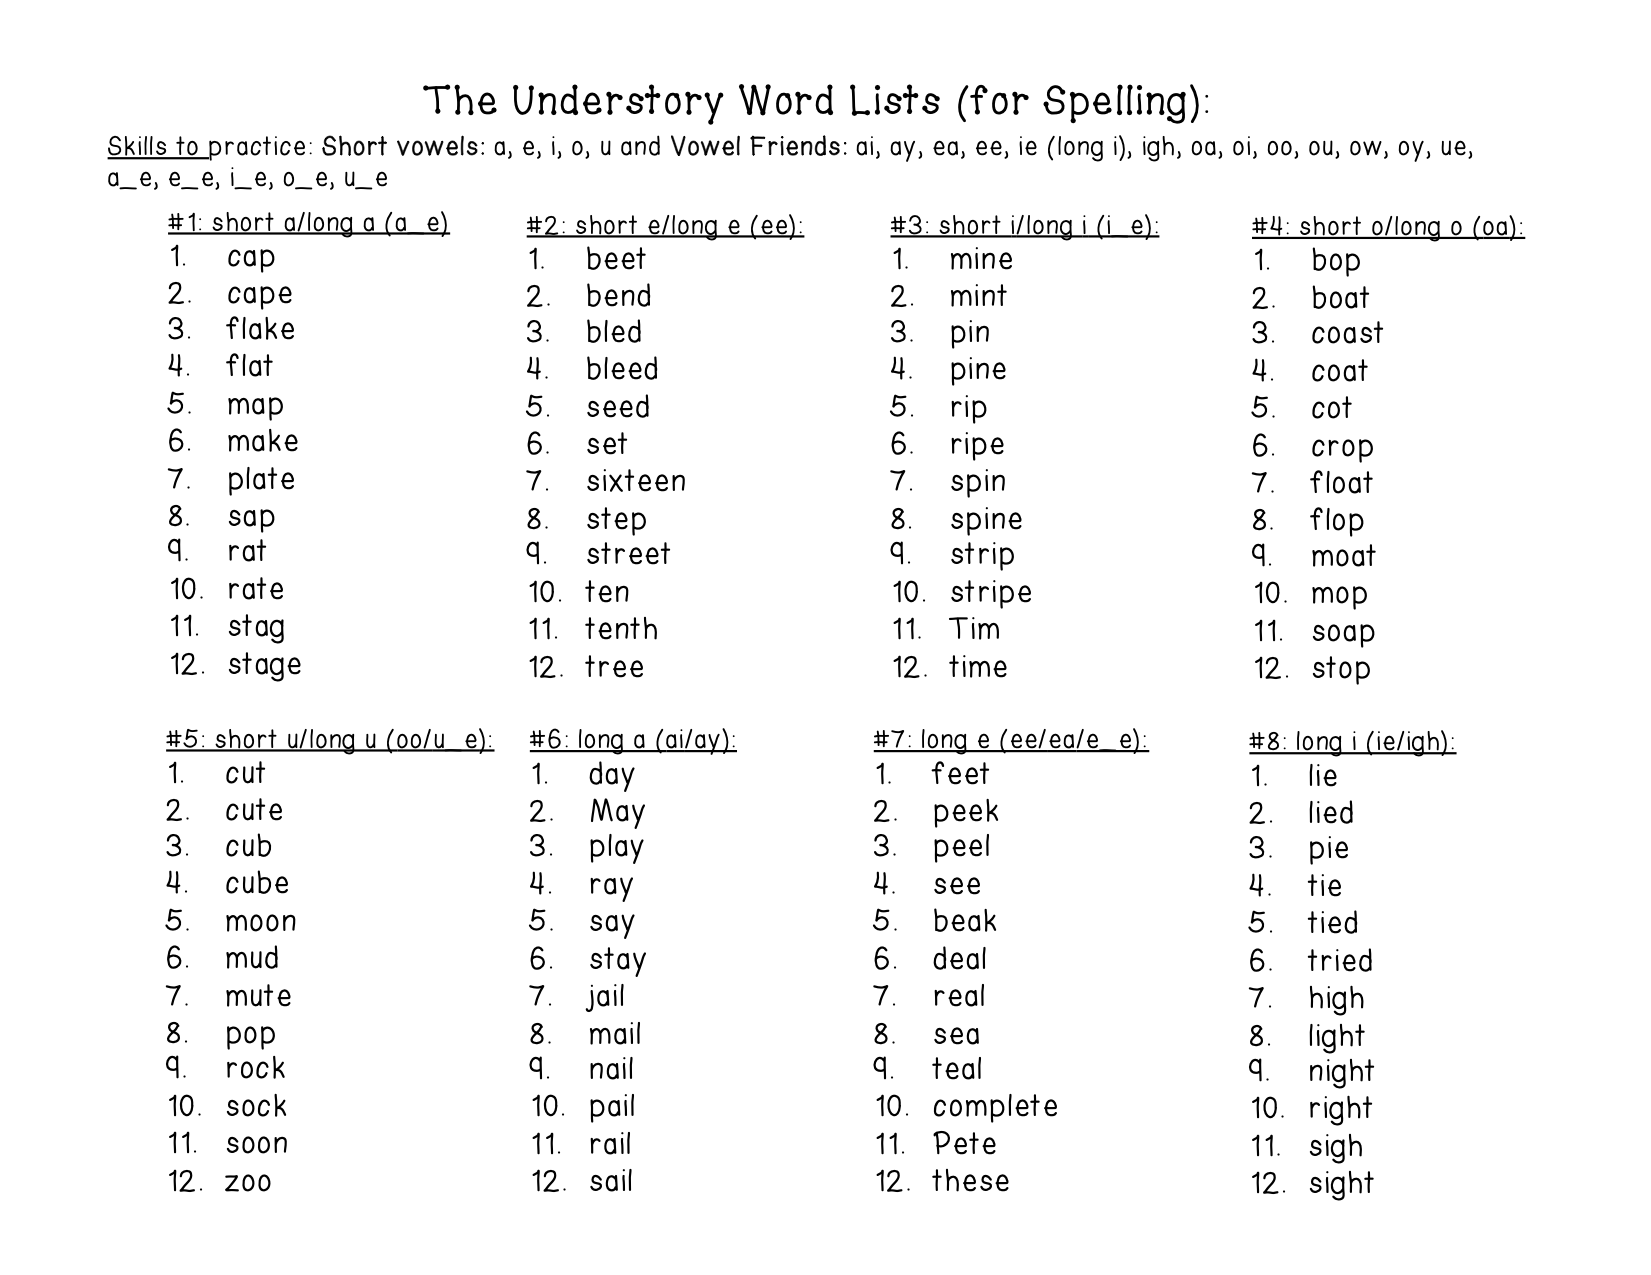 The Understory Word Lists (for Spelling):
Skills to practice: Short vowels: a, e, i, o, u and Vowel Friends: ai, ay, ea, ee, ie (long i), igh, oa, oi, oo, ou, ow, oy, ue,
a_e, e_e, i_e, o_e, u_e
#1: short a/long a (a_e)
1. cap
2. cape
3. flake
4. flat
5. map
6. make
7. plate
8. sap
9. rat
10. rate
11. stag
12. stage
#2: short e/long e (ee):
1. beet
2. bend
3. bled
4. bleed
5. seed
6. set
7. sixteen
8. step
9. street
10. ten
11. tenth
12. tree
#3: short i/long i (i_e):
1. mine
2. mint
3. pin
4. pine
5. rip
6. ripe
7. spin
8. spine
9. strip
10. stripe
11. Tim
12. time
#4: short o/long o (oa):
1. bop
2. boat
3. coast
4. coat
5. cot
6. crop
7. float
8. flop
9. moat
10. mop
11. soap
12. stop
#5: short u/long u (oo/u_e):
1. cut
2. cute
3. cub
4. cube
5. moon
6. mud
7. mute
8. pop
9. rock
10. sock
11. soon
12. zoo
#6: long a (ai/ay):
1. day
2. May
3. play
4. ray
5. say
6. stay
7. jail
8. mail
9. nail
10. pail
11. rail
12. sail
#7: long e (ee/ea/e_e):
1. feet
2. peek
3. peel
4. see
5. beak
6. deal
7. real
8. sea
9. teal
10. complete
11. Pete
12. these
#8: long i (ie/igh):
1. lie
2. lied
3. pie
4. tie
5. tied
6. tried
7. high
8. light
9. night
10. right
11. sigh
12. sight